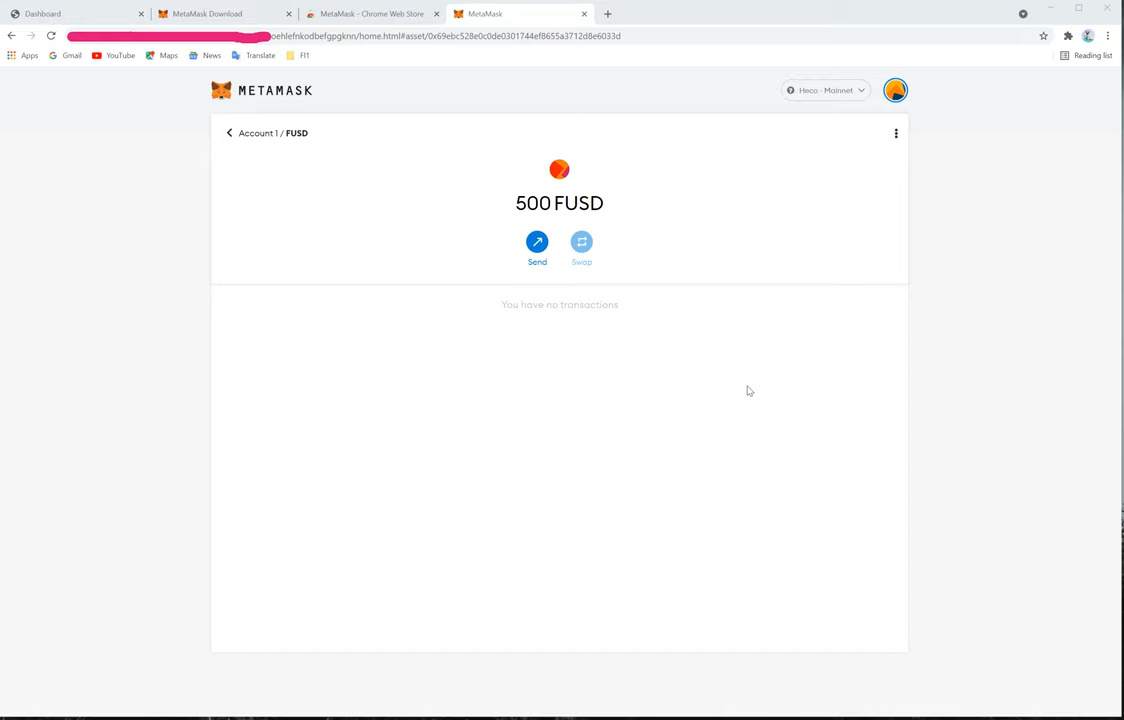 Dashboard
MetaMask Download
MetaMask - Chrome Web Store
MetaMask
oehlefnkodbefgpgknn/home.html#asset/0x69ebc528e0c0de0301744ef8655a3712d8e6033d
Apps
Gmail
YouTube
Maps
News
Translate
FI1
Reading list
METAMASK
Heco - Mainnet
Account 1 / FUSD
500 FUSD
Send
Swap
You have no transactions